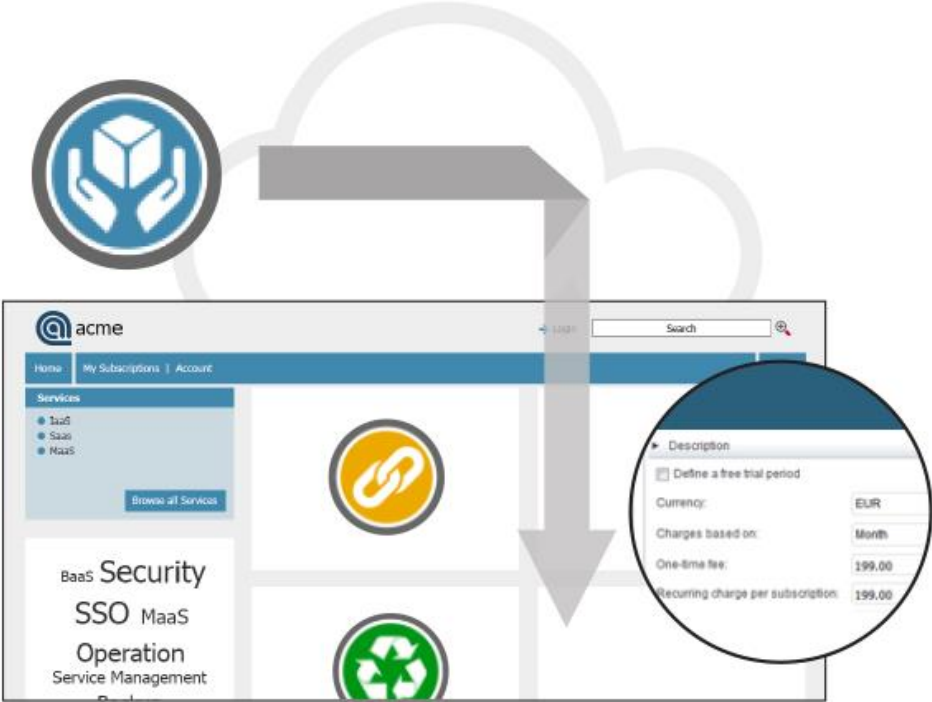 acme
Login
Search
Home
My Subscriptions | Account
Services
IaaS
Saas
MaaS
Browse all Services
BaaS Security
SSO MaaS
Operation
Service Management
Description
Define a free trial period
Currency: EUR
Charges based on: Month
One-time fee: 199.00
Recurring charge per subscription: 199.00